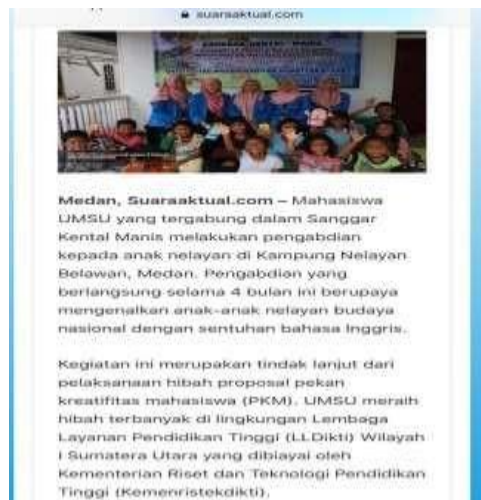 suaraaktual.com
Medan, Suaraaktual.com – Mahasiswa
UMSU yang tergabung dalam Sanggar
Kental Manis melakukan pengabdian
kepada anak nelayan di Kampung Nelayan
Belawan, Medan. Pengabdian yang
berlangsung selama 4 bulan ini berupaya
mengenalkan anak-anak nelayan budaya
nasional dengan sentuhan bahasa Inggris.
Kegiatan ini merupakan tindak lanjut dari
pelaksanaan hibah proposal pekan
kreatifitas mahasiswa (PKM). UMSU meraih
hibah terbanyak di lingkungan Lembaga
Layanan Pendidikan Tinggi (LLDikti) Wilayah
I Sumatera Utara yang dibiayai oleh
Kementerian Riset dan Teknologi Pendidikan
Tinggi (Kemenristekdikti).